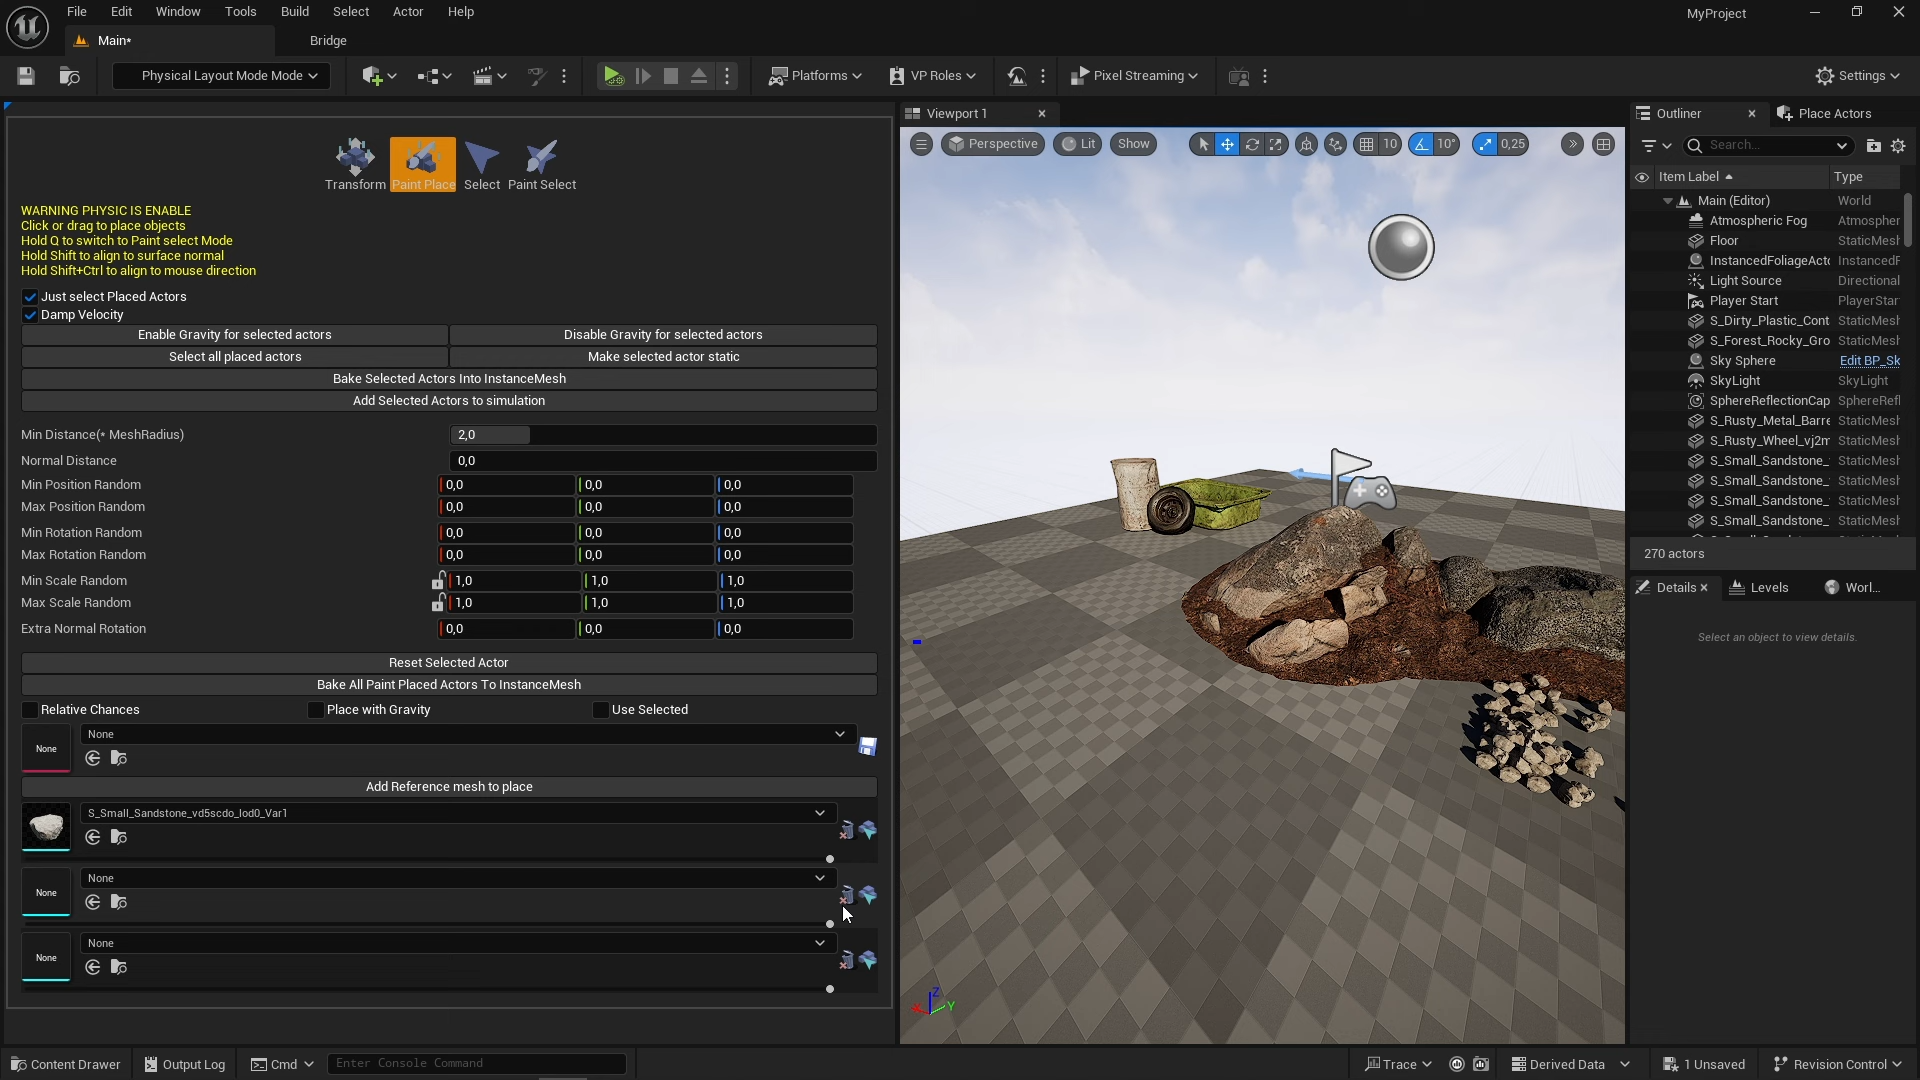 File Edit Window Tools Build Select Actor Help
MyProject
Main*
Bridge
Physical Layout Mode Mode
Platforms
VP Roles
Pixel Streaming
Settings
Transform
Paint Place
Select
Paint Select
WARNING PHYSIC IS ENABLE
Click or drag to place objects
Hold Q to switch to Paint select Mode
Hold Shift to align to surface normal
Hold Shift+Ctrl to align to mouse direction
Just select Placed Actors
Damp Velocity
Enable Gravity for selected actors
Disable Gravity for selected actors
Select all placed actors
Make selected actor static
Bake Selected Actors Into InstanceMesh
Add Selected Actors to simulation
Min Distance(* MeshRadius) 2,0
Normal Distance 0,0
Min Position Random 0,0 0,0 0,0
Max Position Random 0,0 0,0 0,0
Min Rotation Random 0,0 0,0 0,0
Max Rotation Random 0,0 0,0 0,0
Min Scale Random 1,0 1,0 1,0
Max Scale Random 1,0 1,0 1,0
Extra Normal Rotation 0,0 0,0 0,0
Reset Selected Actor
Bake All Paint Placed Actors To InstanceMesh
Relative Chances
Place with Gravity
Use Selected
None
None
Add Reference mesh to place
S_Small_Sandstone_vd5scdo_lod0_Var1
None
None
None
None
Viewport 1
Perspective
Lit
Show
10
10°
0,25
Z
Y
Outliner
Place Actors
Search...
Item Label
Type
Main (Editor) World
Atmospheric Fog Atmospher
Floor StaticMesh
InstancedFoliageActo InstancedF
Light Source Directional
Player Start PlayerStar
S_Dirty_Plastic_Cont StaticMesh
S_Forest_Rocky_Gro StaticMesh
Sky Sphere Edit BP_Sk
SkyLight SkyLight
SphereReflectionCap SphereRefl
S_Rusty_Metal_Barre StaticMesh
S_Rusty_Wheel_vj2m StaticMesh
S_Small_Sandstone_ StaticMesh
S_Small_Sandstone_ StaticMesh
S_Small_Sandstone_ StaticMesh
S_Small_Sandstone_ StaticMesh
270 actors
Details
Levels
Worl...
Select an object to view details.
Content Drawer
Output Log
Cmd
Enter Console Command
Trace
Derived Data
1 Unsaved
Revision Control